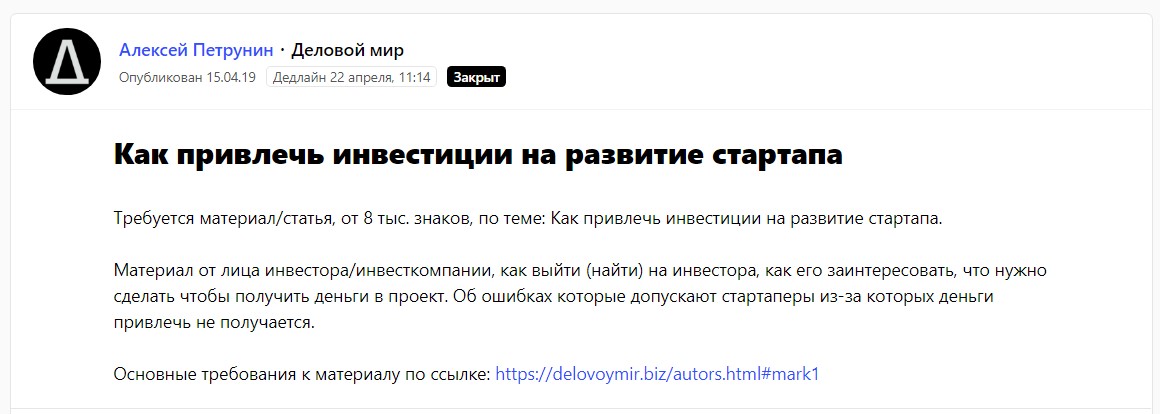 Алексей Петрунин · Деловой мир
Опубликован 15.04.19 Дедлайн 22 апреля, 11:14 Закрыт
Как привлечь инвестиции на развитие стартапа
Требуется материал/статья, от 8 тыс. знаков, по теме: Как привлечь инвестиции на развитие стартапа.
Материал от лица инвестора/инвесткомпании, как выйти (найти) на инвестора, как его заинтересовать, что нужно
сделать чтобы получить деньги в проект. Об ошибках которые допускают стартаперы из-за которых деньги
привлечь не получается.
Основные требования к материалу по ссылке: https://delovoymir.biz/autors.html#mark1